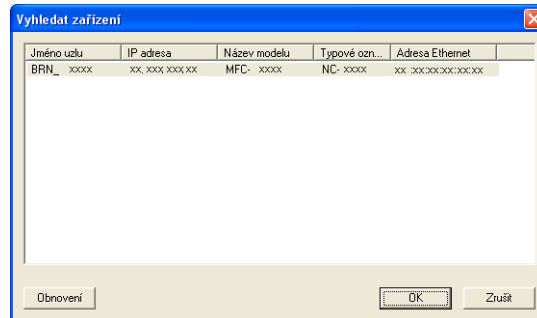 Vyhledat zařízení
Jméno uzlu IP adresa Název modelu Typové ozn... Adresa Ethernet
BRN_ xxxx xx, xxx, xxx, xx MFC- xxxx NC- xxxx xx :xx:xx:xx:xx:xx
Obnovení OK Zrušit